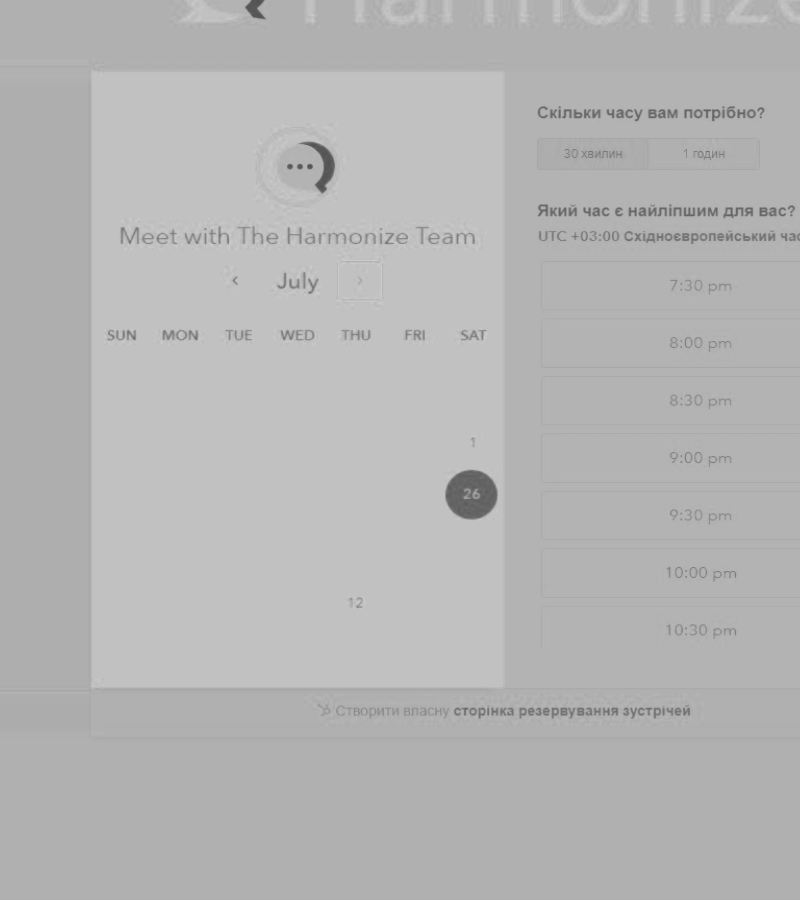 Harmonize
Meet with The Harmonize Team
July
SUN MON TUE WED THU FRI SAT
1
26
12
Скільки часу вам потрібно?
30 хвилин 1 годин
Який час є найліпшим для вас?
UTC +03:00 Східноєвропейський
7:30 pm
8:00 pm
8:30 pm
9:00 pm
9:30 pm
10:00 pm
10:30 pm
Створити власну сторінка резервування зустрічей